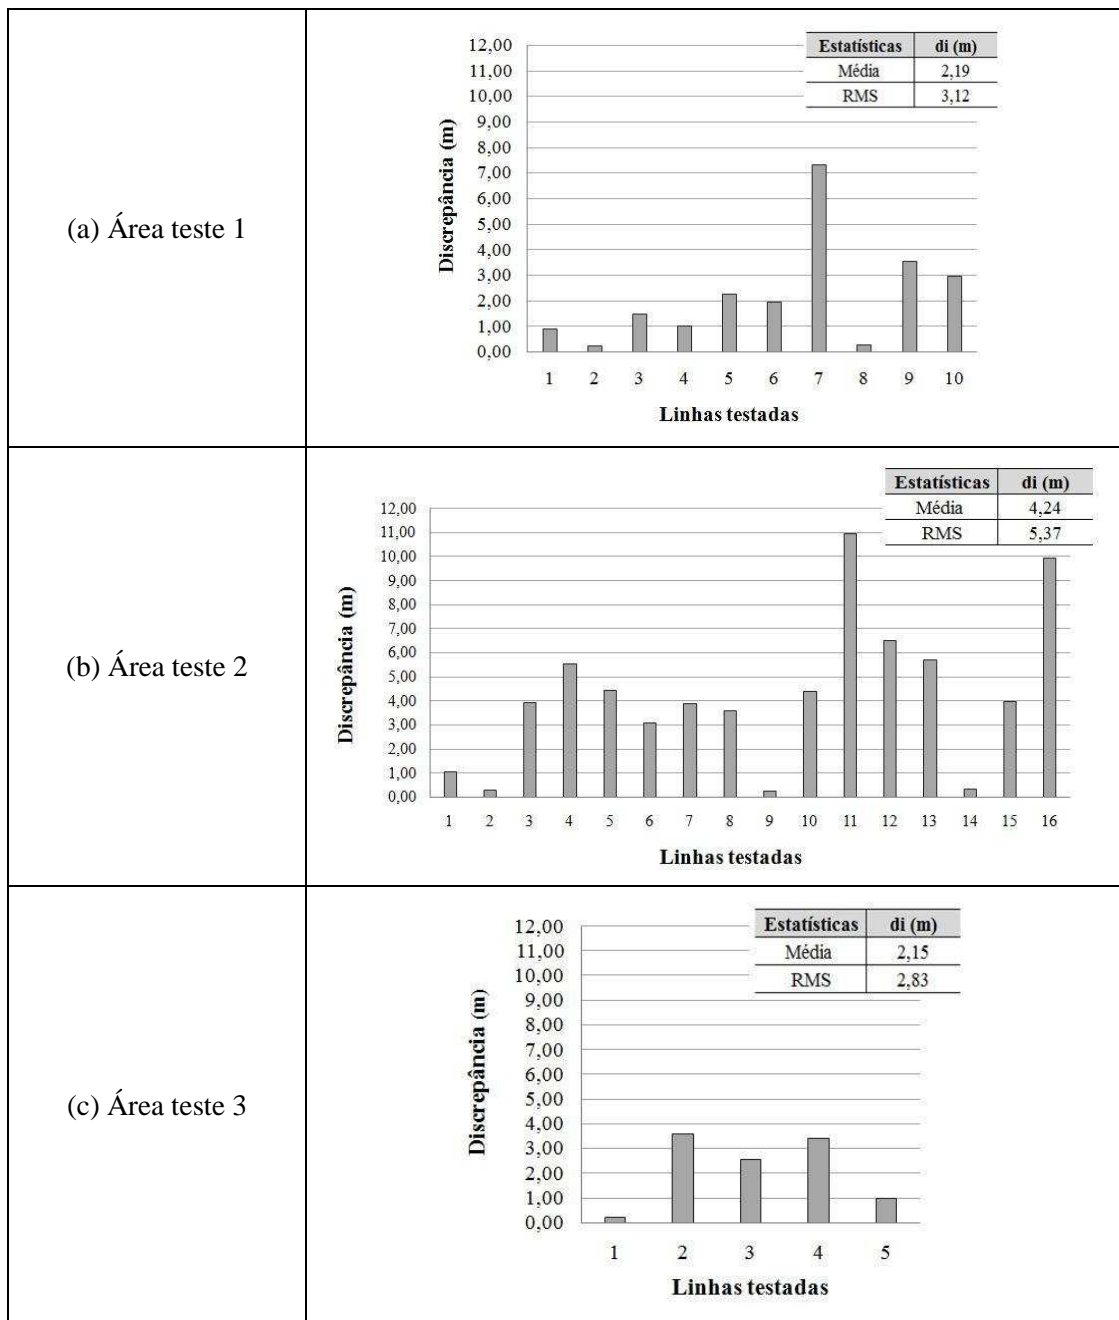 (a) Área teste 1
Estatísticas di (m)
Média 2,19
RMS 3,12
Discrepância (m)
12,00
11,00
10,00
9,00
8,00
7,00
6,00
5,00
4,00
3,00
2,00
1,00
0,00
1 2 3 4 5 6 7 8 9 10
Linhas testadas
(b) Área teste 2
Estatísticas di (m)
Média 4,24
RMS 5,37
Discrepância (m)
12,00
11,00
10,00
9,00
8,00
7,00
6,00
5,00
4,00
3,00
2,00
1,00
0,00
1 2 3 4 5 6 7 8 9 10 11 12 13 14 15 16
Linhas testadas
(c) Área teste 3
Estatísticas di (m)
Média 2,15
RMS 2,83
Discrepância (m)
12,00
11,00
10,00
9,00
8,00
7,00
6,00
5,00
4,00
3,00
2,00
1,00
0,00
1 2 3 4 5
Linhas testadas